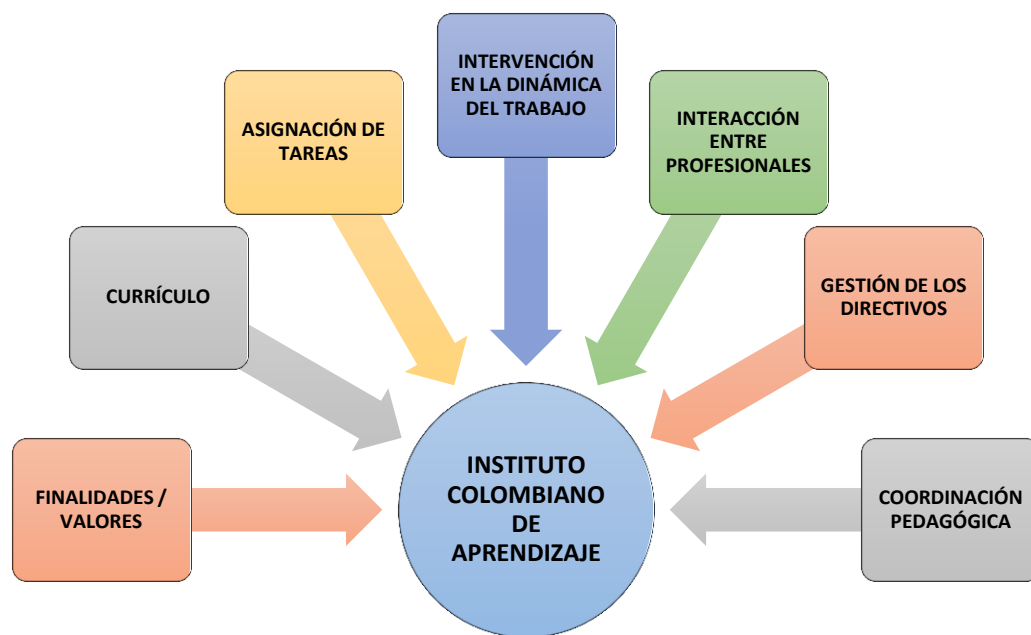 INTERVENCIÓN
EN LA DINÁMICA
DEL TRABAJO
ASIGNACIÓN DE
TAREAS
INTERACCIÓN
ENTRE
PROFESIONALES
CURRÍCULO
GESTIÓN DE LOS
DIRECTIVOS
FINALIDADES /
VALORES
INSTITUTO
COLOMBIANO
DE
APRENDIZAJE
COORDINACIÓN
PEDAGÓGICA